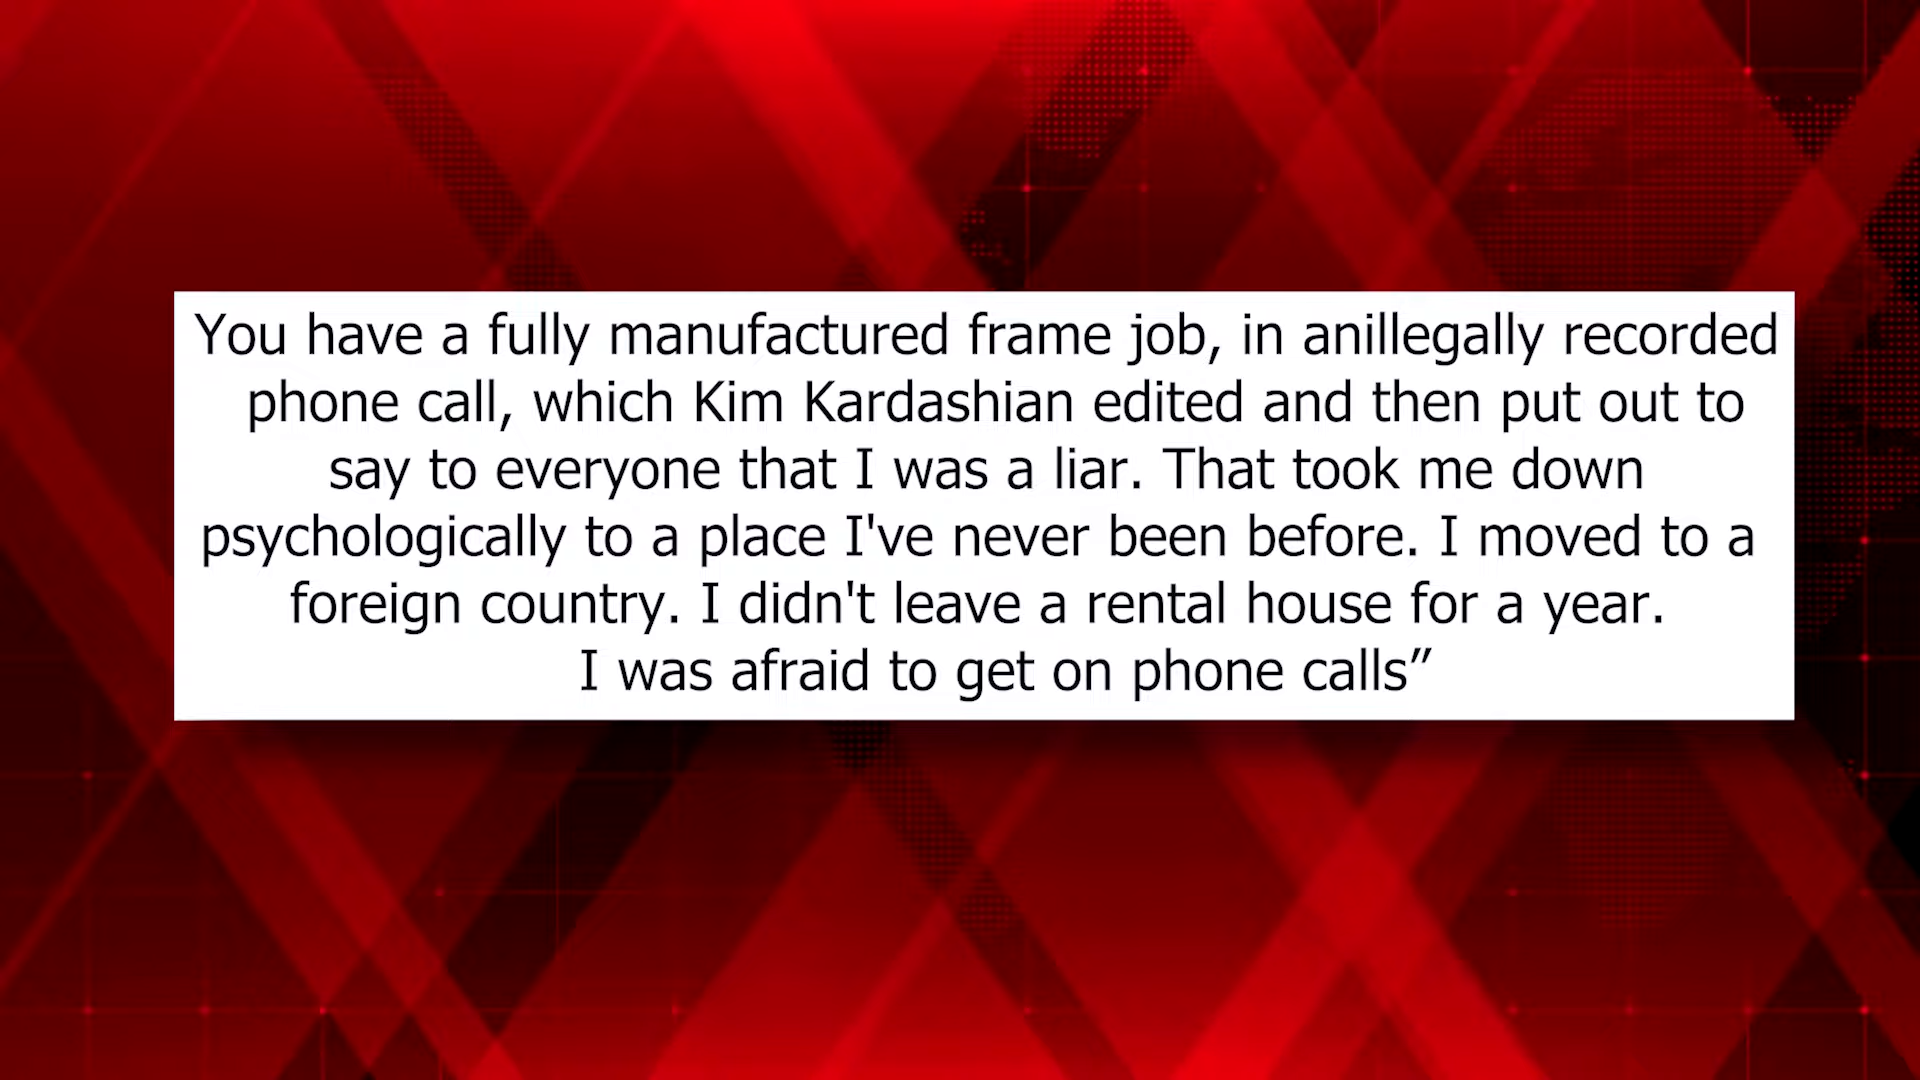 You have a fully manufactured frame job, in anillegally recorded
phone call, which Kim Kardashian edited and then put out to
say to everyone that I was a liar. That took me down
psychologically to a place I've never been before. I moved to a
foreign country. I didn't leave a rental house for a year.
I was afraid to get on phone calls”